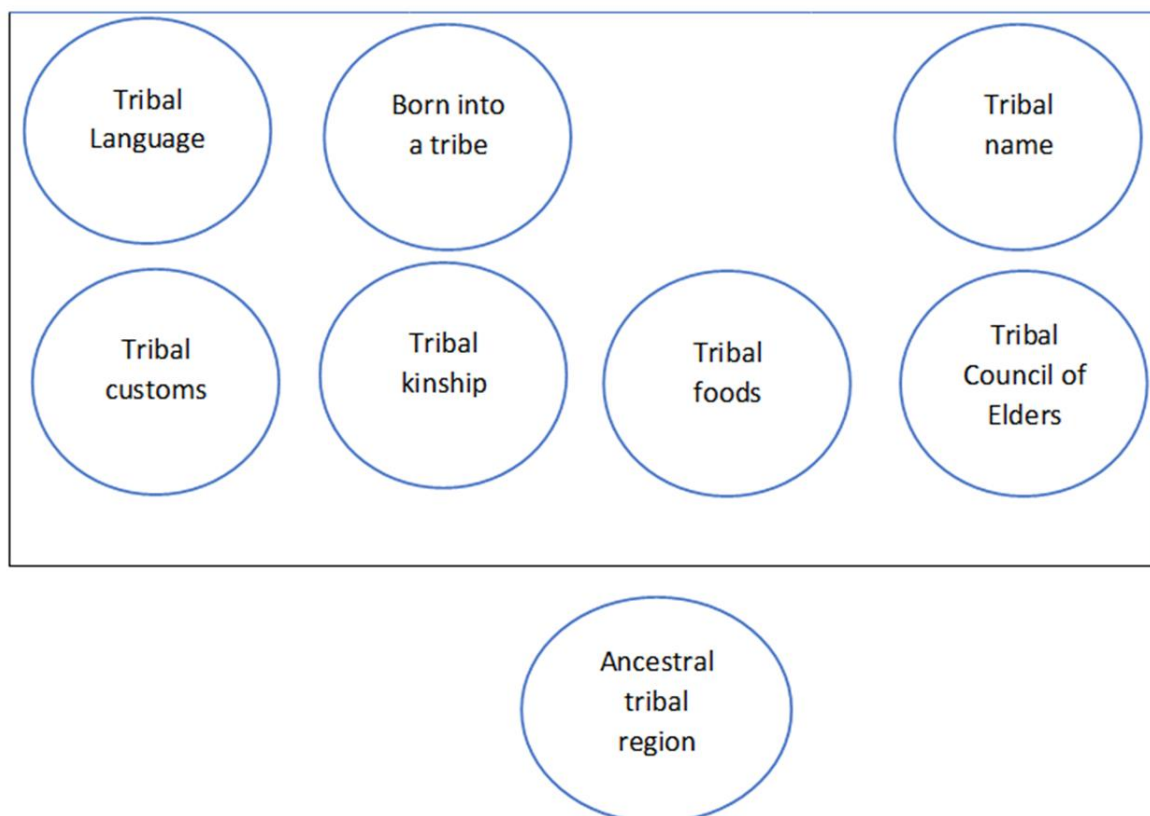 Tribal
Language
Born into
a tribe
Tribal
name
Tribal
customs
Tribal
kinship
Tribal
foods
Tribal
Council of
Elders
Ancestral
tribal
region